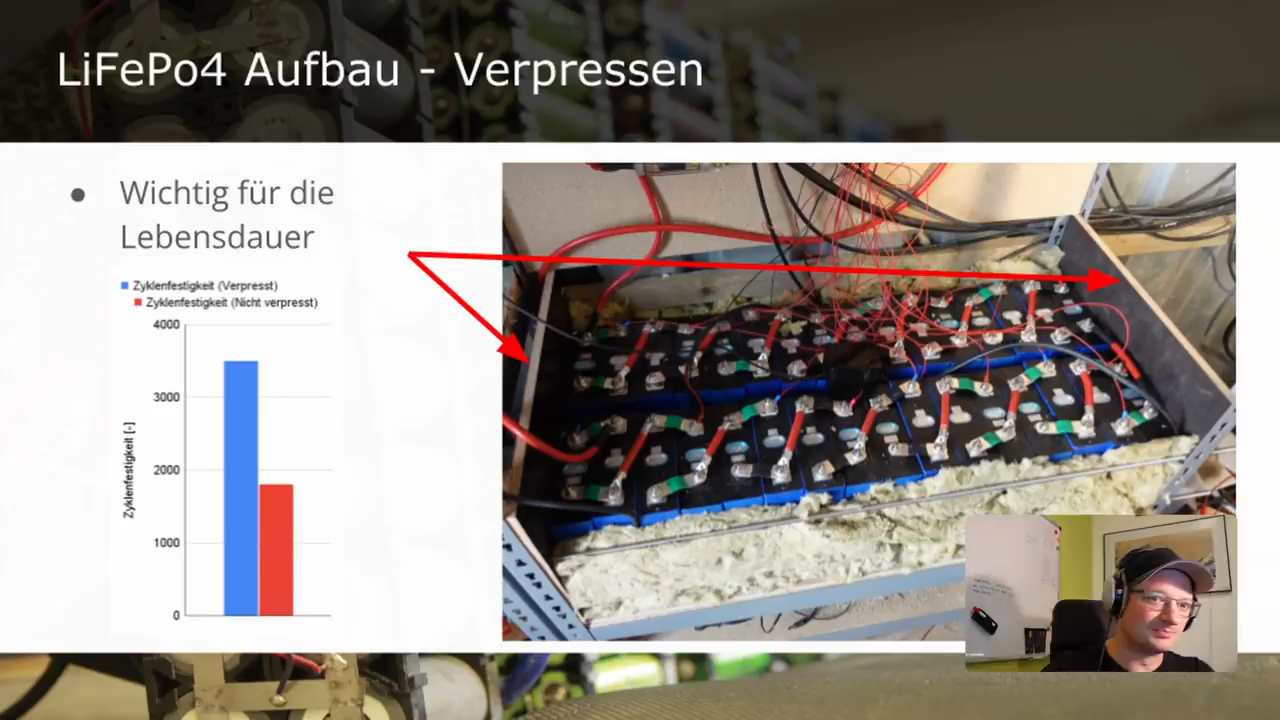 LiFePo4 Aufbau - Verpressen
● Wichtig für die
Lebensdauer
Zyklenfestigkeit (Verpresst)
Zyklenfestigkeit (Nicht verpresst)
4000
3000
2000
1000
0
Zyklenfestigkeit [-]